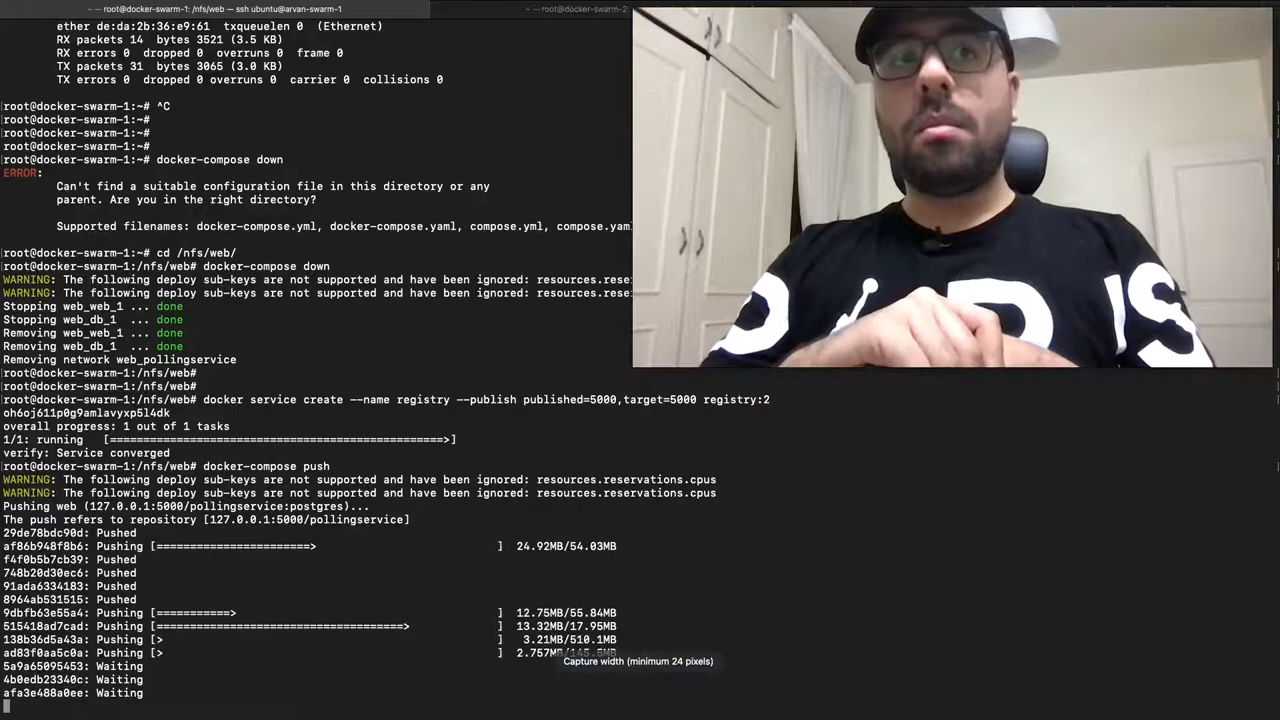 ~ — root@docker-swarm-1: /nfs/web — ssh ubuntu@arvan-swarm-1
~ — root@docker-swarm-2:
ether de:da:2b:36:e9:61  txqueuelen 0  (Ethernet)
RX packets 14  bytes 3521 (3.5 KB)
RX errors 0  dropped 0  overruns 0  frame 0
TX packets 31  bytes 3065 (3.0 KB)
TX errors 0  dropped 0 overruns 0  carrier 0  collisions 0
root@docker-swarm-1:~# ^C
root@docker-swarm-1:~#
root@docker-swarm-1:~#
root@docker-swarm-1:~#
root@docker-swarm-1:~# docker-compose down
ERROR:
Can't find a suitable configuration file in this directory or any
parent. Are you in the right directory?
Supported filenames: docker-compose.yml, docker-compose.yaml, compose.yml, compose.yaml
root@docker-swarm-1:~# cd /nfs/web/
root@docker-swarm-1:/nfs/web# docker-compose down
WARNING: The following deploy sub-keys are not supported and have been ignored: resources.rese
WARNING: The following deploy sub-keys are not supported and have been ignored: resources.rese
Stopping web_web_1 ... done
Stopping web_db_1  ... done
Removing web_web_1 ... done
Removing web_db_1  ... done
Removing network web_pollingservice
root@docker-swarm-1:/nfs/web#
root@docker-swarm-1:/nfs/web#
root@docker-swarm-1:/nfs/web# docker service create --name registry --publish published=5000,target=5000 registry:2
oh6oj611p0g9amlavyxp5l4dk
overall progress: 1 out of 1 tasks
1/1: running   [==================================================>]
verify: Service converged
root@docker-swarm-1:/nfs/web# docker-compose push
WARNING: The following deploy sub-keys are not supported and have been ignored: resources.reservations.cpus
WARNING: The following deploy sub-keys are not supported and have been ignored: resources.reservations.cpus
Pushing web (127.0.0.1:5000/pollingservice:postgres)...
The push refers to repository [127.0.0.1:5000/pollingservice]
29de78bdc90d: Pushed
af86b948f8b6: Pushing [=======================>                           ]  24.92MB/54.03MB
f4f0b5b7cb39: Pushed
748b20d30ec6: Pushed
91ada6334183: Pushed
8964ab531515: Pushed
9dbfb63e55a4: Pushing [===========>                                       ]  12.75MB/55.84MB
515418ad7cad: Pushing [=====================================>             ]  13.32MB/17.95MB
138b36d5a43a: Pushing [>                                                  ]   3.21MB/510.1MB
ad83f0aa5c0a: Pushing [>                                                  ]  2.757MB/145.5MB
5a9a65095453: Waiting
4b0edb23340c: Waiting
afa3e488a0ee: Waiting
Capture width (minimum 24 pixels)